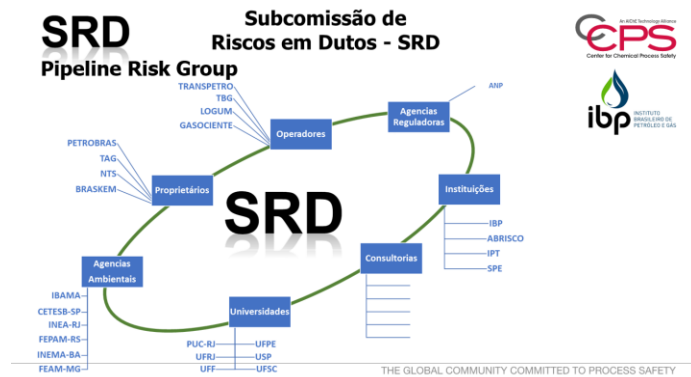 SRD
Subcomissão de
Riscos em Dutos - SRD
Pipeline Risk Group
An AIChE Technology Alliance
CCPS
Center for Chemical Process Safety
ibp
INSTITUTO
BRASILEIRO DE
PETRÓLEO E GÁS
TRANSPETRO
TBG
LOGUM
GASOCIENTE
Operadores
Agencias
Reguladoras
ANP
PETROBRAS
TAG
NTS
BRASKEM
Proprietários
SRD
Instituições
IBP
ABRISCO
IPT
SPE
Consultorias
Agencias
Ambientais
IBAMA
CETESB-SP
INEA-RJ
FEPAM-RS
INEMA-BA
FEAM-MG
Universidades
PUC-RJ
UFRJ
UFF
UFPE
USP
UFSC
THE GLOBAL COMMUNITY COMMITTED TO PROCESS SAFETY